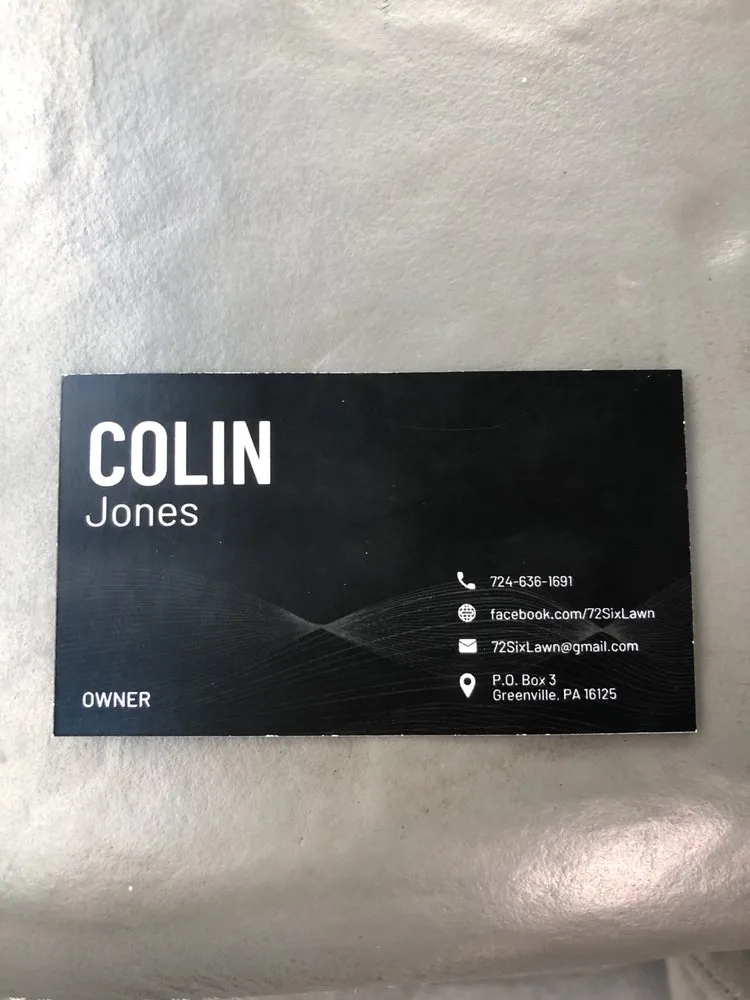 COLIN
Jones
724-636-1691
facebook.com/72SixLawn
72SixLawn@gmail.com
P.O. Box 3
Greenville, PA 16125
OWNER